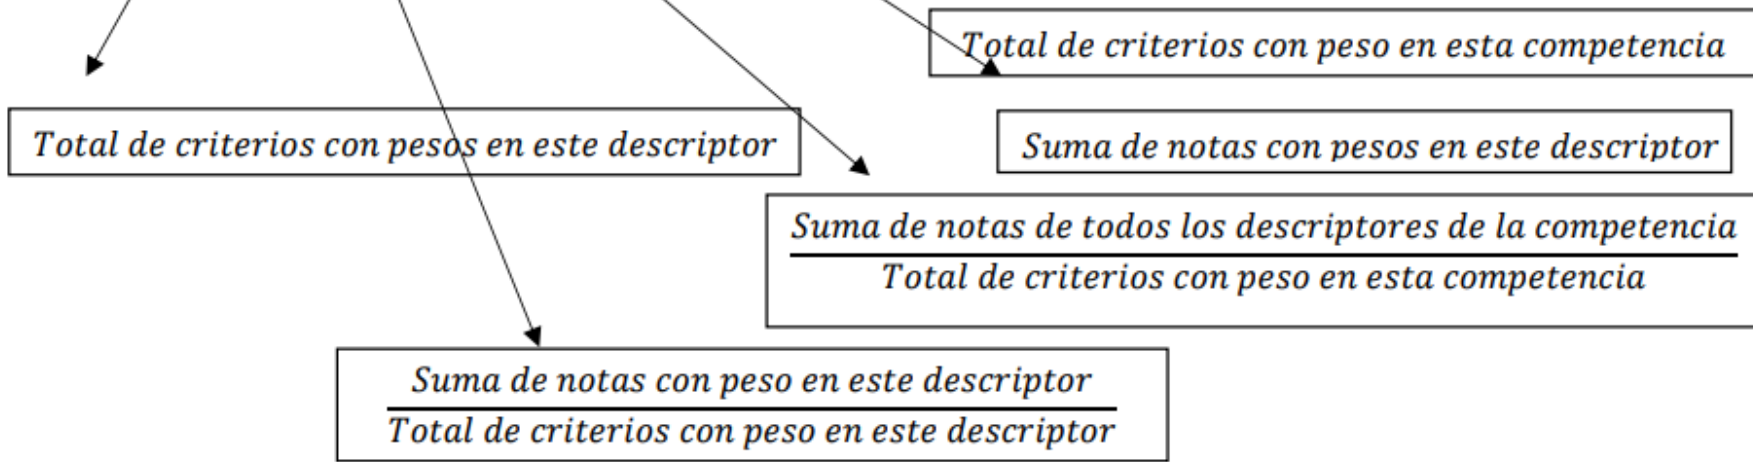 Total de criterios con peso en esta competencia
Total de criterios con pesos en este descriptor
Suma de notas con pesos en este descriptor
Suma de notas de todos los descriptores de la competencia
Total de criterios con peso en esta competencia
Suma de notas con peso en este descriptor
Total de criterios con peso en este descriptor